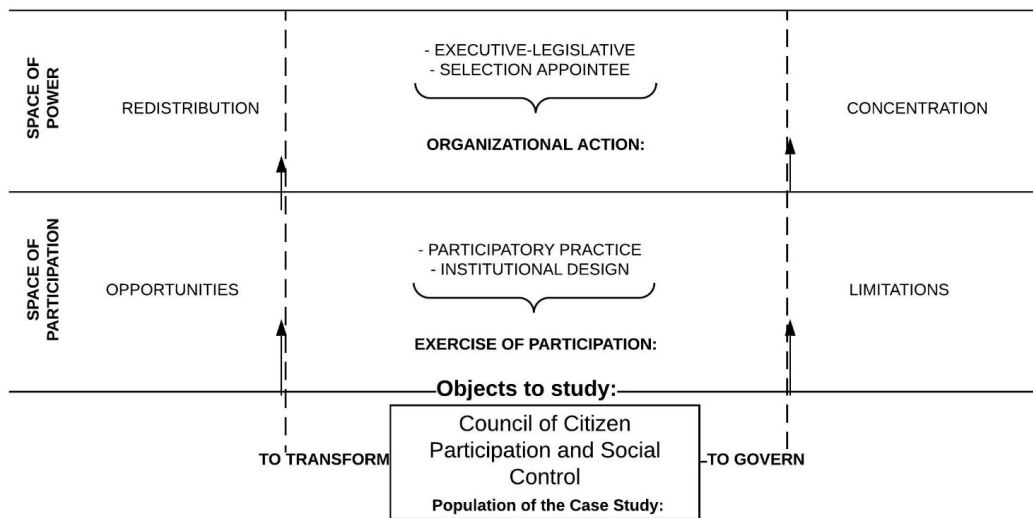 - EXECUTIVE-LEGISLATIVE
- SELECTION APPOINTEE
SPACE OF
POWER
REDISTRIBUTION
CONCENTRATION
ORGANIZATIONAL ACTION:
- PARTICIPATORY PRACTICE
- INSTITUTIONAL DESIGN
SPACE OF
PARTICIPATION
OPPORTUNITIES
LIMITATIONS
EXERCISE OF PARTICIPATION:
Objects to study:
Council of Citizen
Participation and Social
Control
TO TRANSFORM
TO GOVERN
Population of the Case Study: